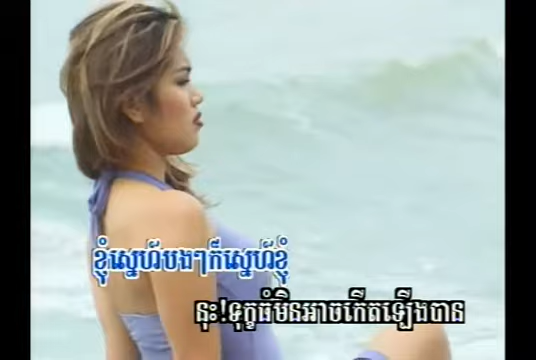 ខ្ញុំស្នេហ៍បងៗក៏ស្នេហ៍ខ្ញុំ
នុះ!ទុក្ខធំមិនអាចកើតឡើងបាន